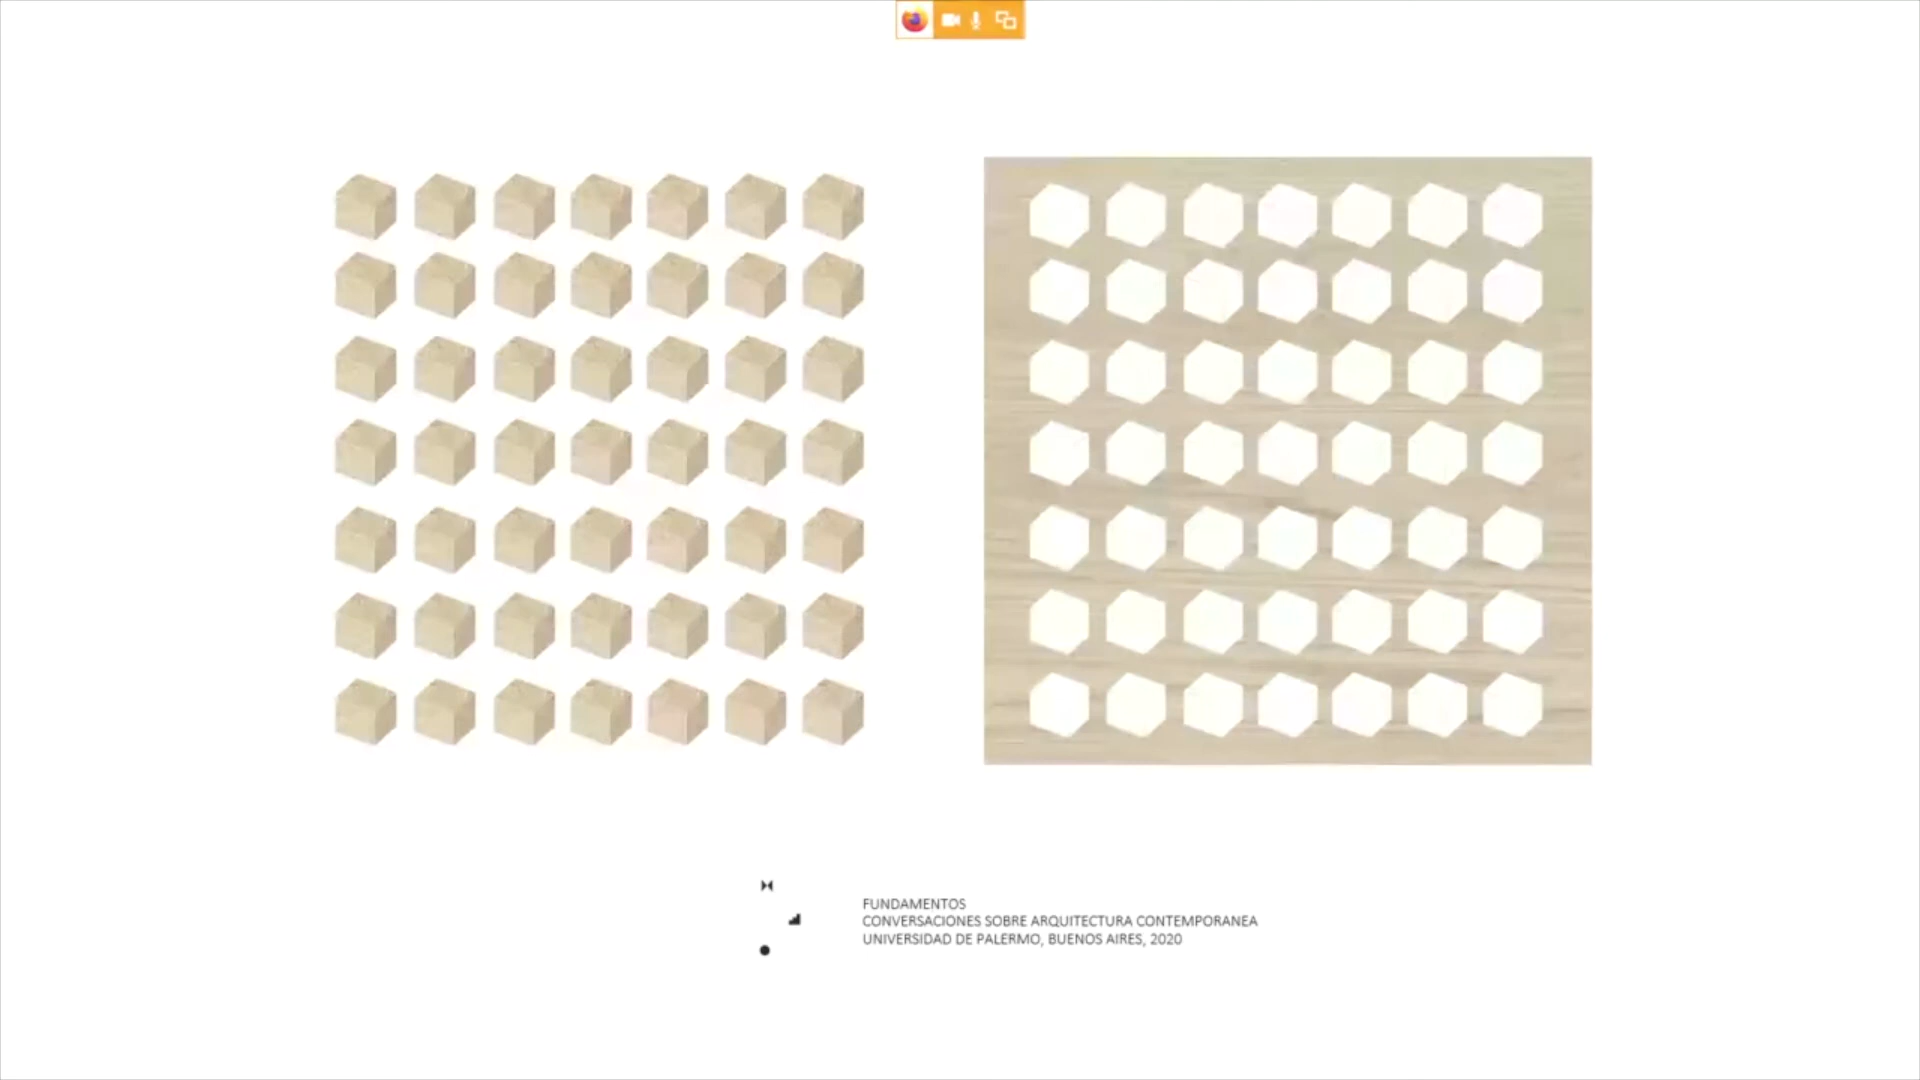 FUNDAMENTOS
CONVERSACIONES SOBRE ARQUITECTURA CONTEMPORANEA
UNIVERSIDAD DE PALERMO, BUENOS AIRES, 2020